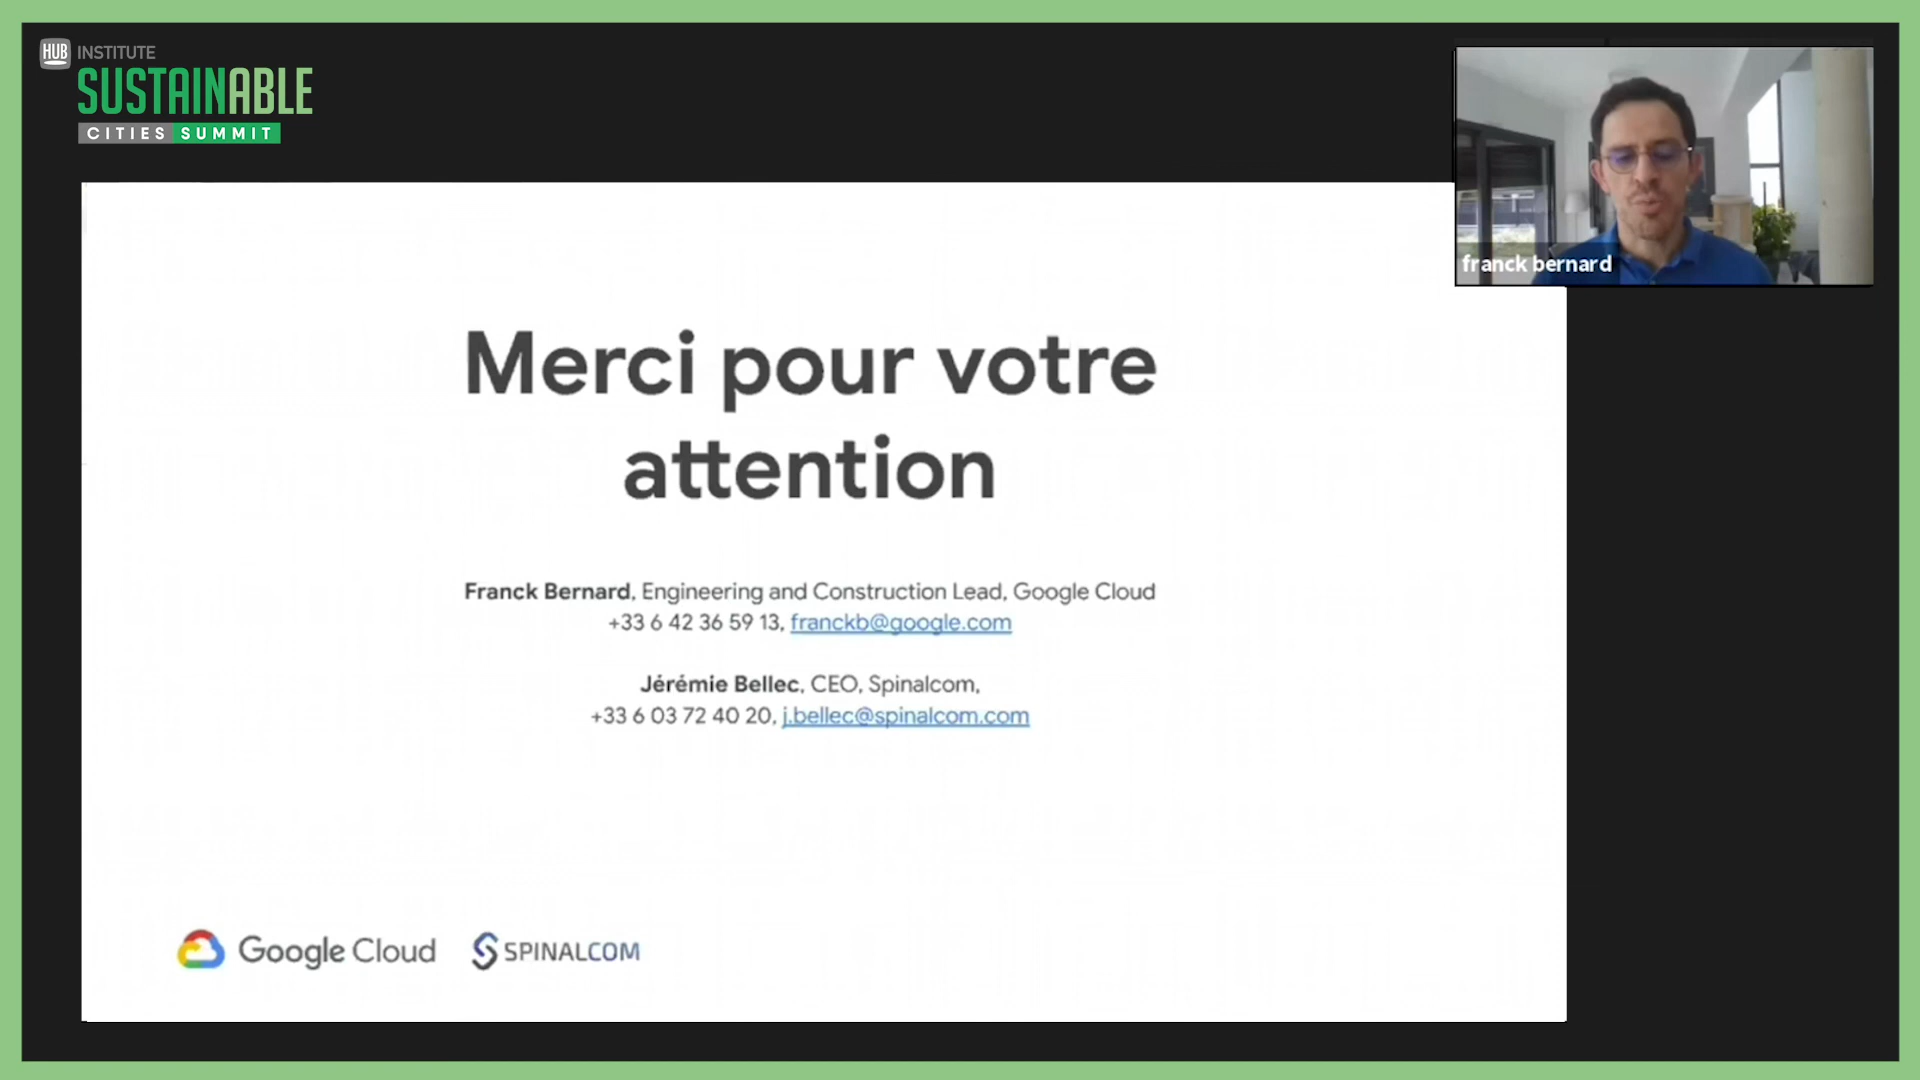 HUB INSTITUTE
SUSTAINABLE
CITIES SUMMIT
franck bernard
Merci pour votre
attention
Franck Bernard, Engineering and Construction Lead, Google Cloud
+33 6 42 36 59 13, franckb@google.com
Jérémie Bellec, CEO, Spinalcom,
+33 6 03 72 40 20, j.bellec@spinalcom.com
Google Cloud SPINALCOM